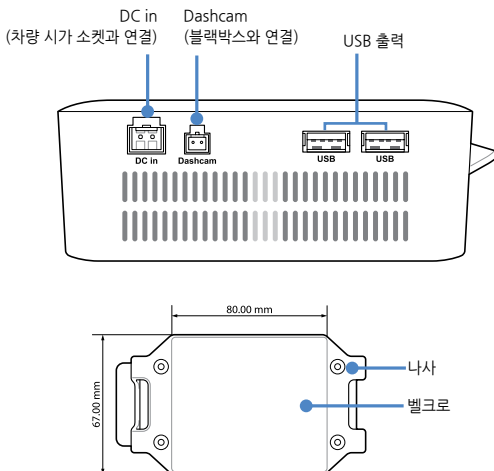 DC in
(차량 시가 소켓과 연결)
Dashcam
(블랙박스와 연결)
USB 출력
DC in
Dashcam
USB
USB
80.00 mm
67.00 mm
나사
벨크로